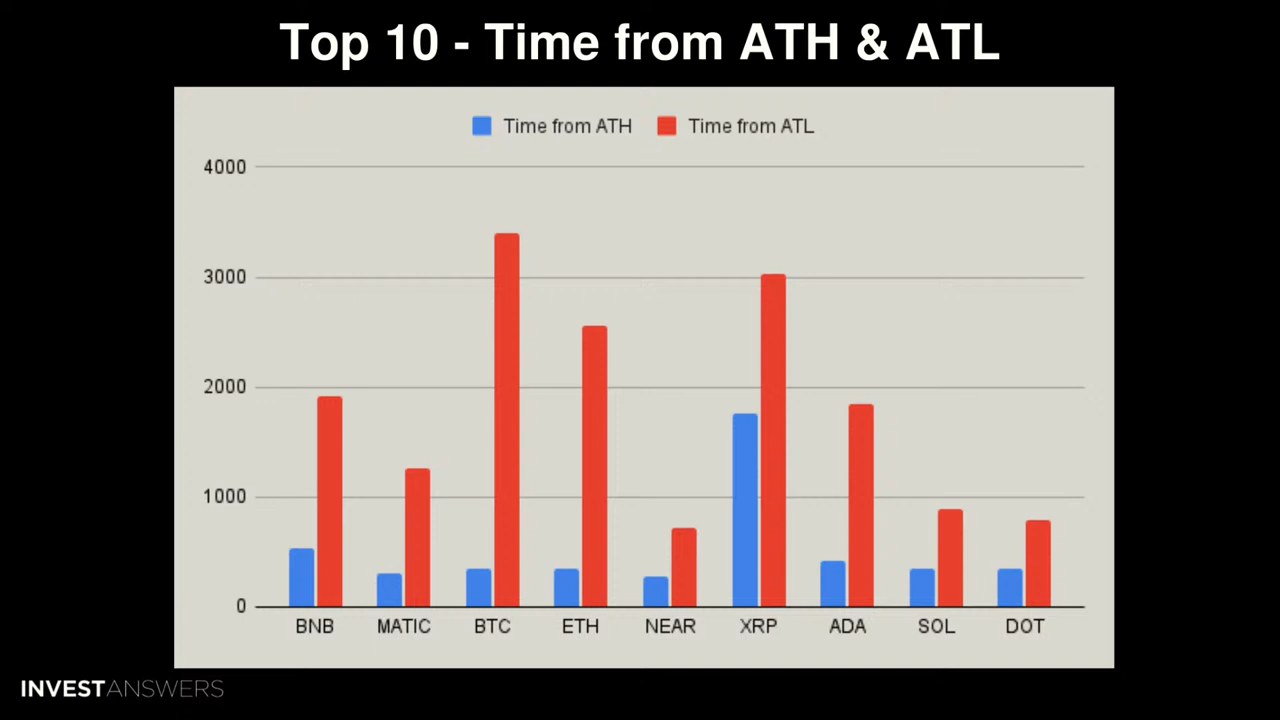 Top 10 - Time from ATH & ATL
Time from ATH Time from ATL
4000
3000
2000
1000
0
BNB MATIC BTC ETH NEAR XRP ADA SOL DOT
INVESTANSWERS